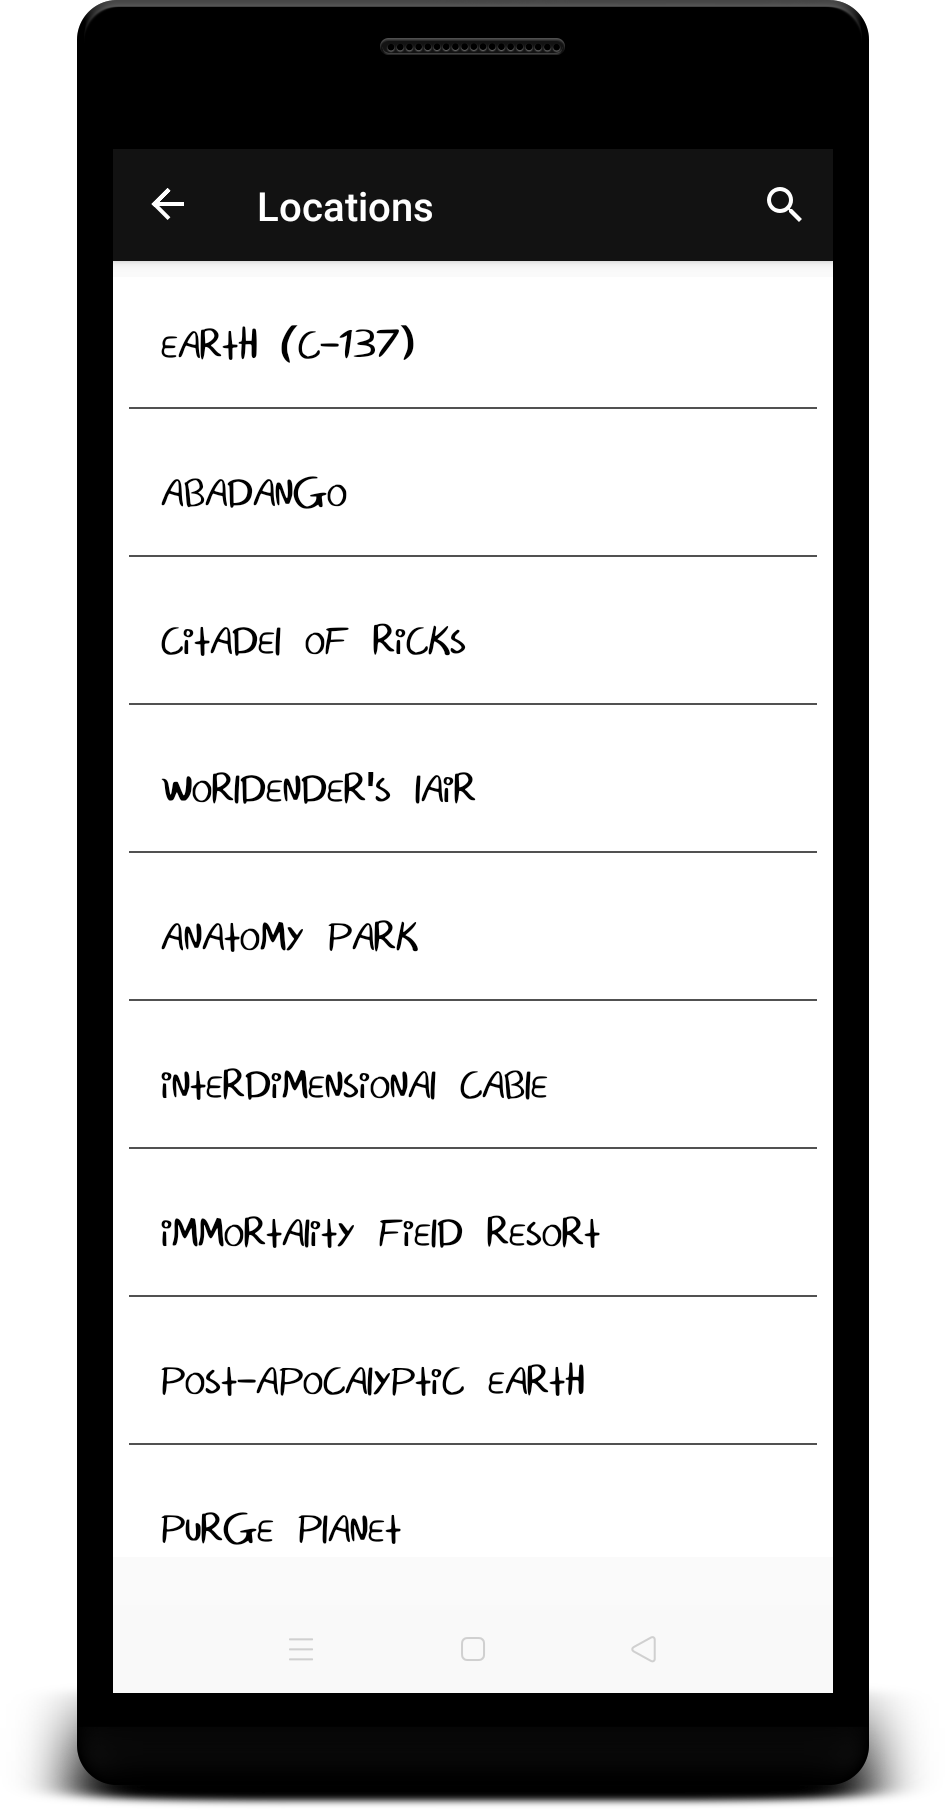 Locations
EARtH (C-137)
ABADANGO
CitADEl OF RiCKS
WORlDENDER'S lAiR
ANAtOMY PARK
iNtERDiMENSiONAl CABlE
iMMORtAlitY FiElD RESORt
POSt-APOCAlYPtiC EARtH
PURGE PlANEt